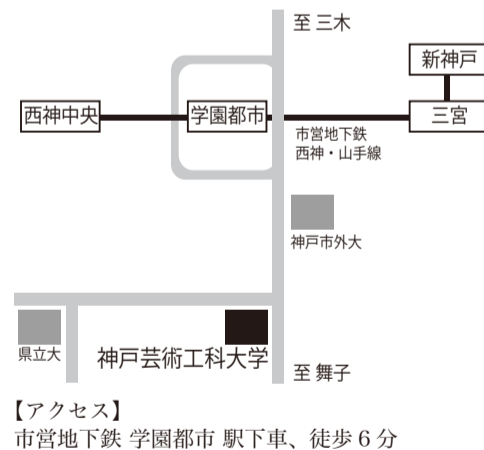 至 三木
新神戸
西神中央
学園都市
三宮
市営地下鉄
西神・山手線
神戸市外大
県立大
神戸芸術工科大学
至 舞子
【アクセス】
市営地下鉄 学園都市 駅下車、徒歩 6 分